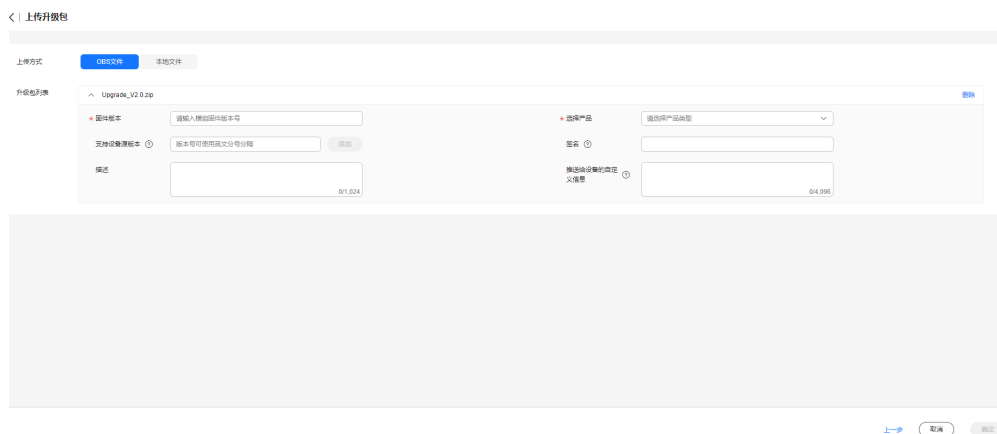 上传升级包
上传方式
OBS文件
本地文件
升级包列表
Upgrade_V2.0.zip
删除
* 固件版本
请输入模组固件版本号
* 选择产品
请选择产品类型
支持设备源版本
版本号可使用英文分号分隔
添加
签名
描述
0/1,024
推送给设备的自定
义信息
0/4,096
上一步
取消
确定